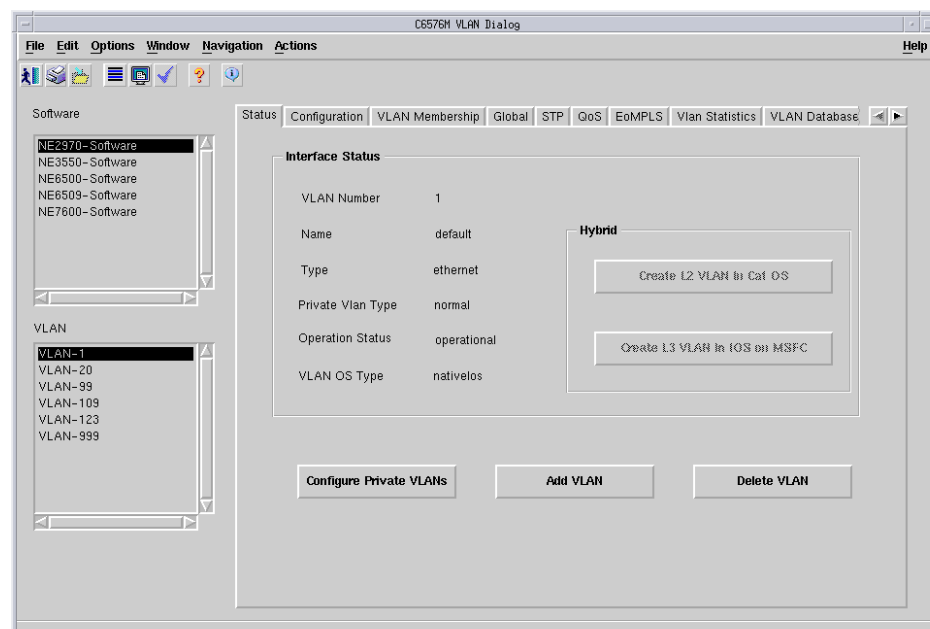 C6576M VLAN Dialog
File Edit Options Window Navigation Actions Help
Software
NE2970-Software
NE3550-Software
NE6500-Software
NE6509-Software
NE7600-Software
VLAN
VLAN-1
VLAN-20
VLAN-99
VLAN-109
VLAN-123
VLAN-999
Status Configuration VLAN Membership Global STP QoS EoMPLS Vlan Statistics VLAN Database
Interface Status
VLAN Number 1
Name default
Type ethernet
Private Vlan Type normal
Operation Status operational
VLAN OS Type nativeIos
Hybrid
Create L2 VLAN in Cat OS
Create L3 VLAN in IOS on MSFC
Configure Private VLANs
Add VLAN
Delete VLAN